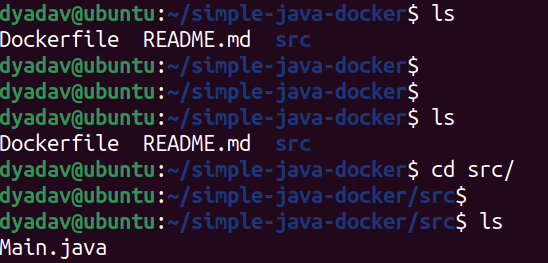 dyadav@ubuntu:~/simple-java-docker$ ls
Dockerfile  README.md  src
dyadav@ubuntu:~/simple-java-docker$
dyadav@ubuntu:~/simple-java-docker$
dyadav@ubuntu:~/simple-java-docker$ ls
Dockerfile  README.md  src
dyadav@ubuntu:~/simple-java-docker$ cd src/
dyadav@ubuntu:~/simple-java-docker/src$
dyadav@ubuntu:~/simple-java-docker/src$ ls
Main.java